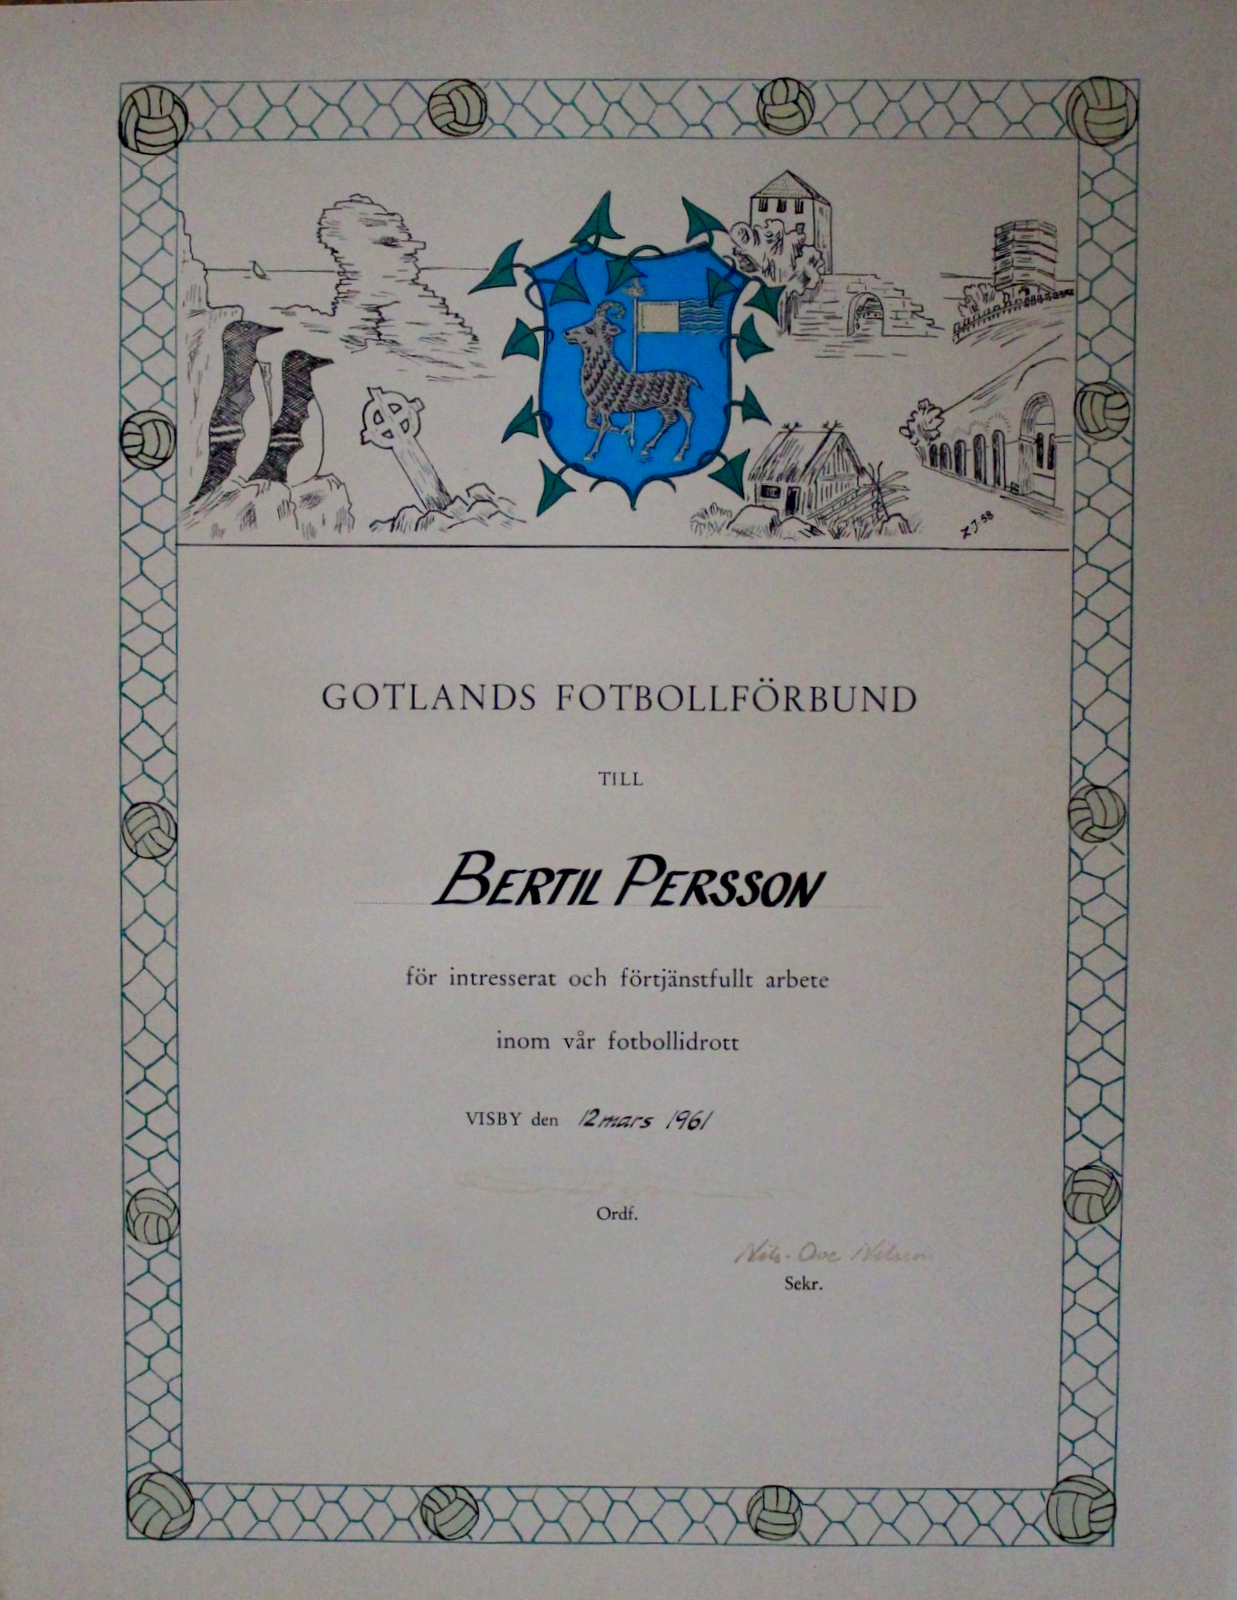 GOTLANDS FOTBOLLFÖRBUND
TILL
BERTIL PERSSON
för intresserat och förtjänstfullt arbete
inom vår fotbollidrott
VISBY den 12 mars 1961
Ordf.
Nils-Ove Nilsson
Sekr.